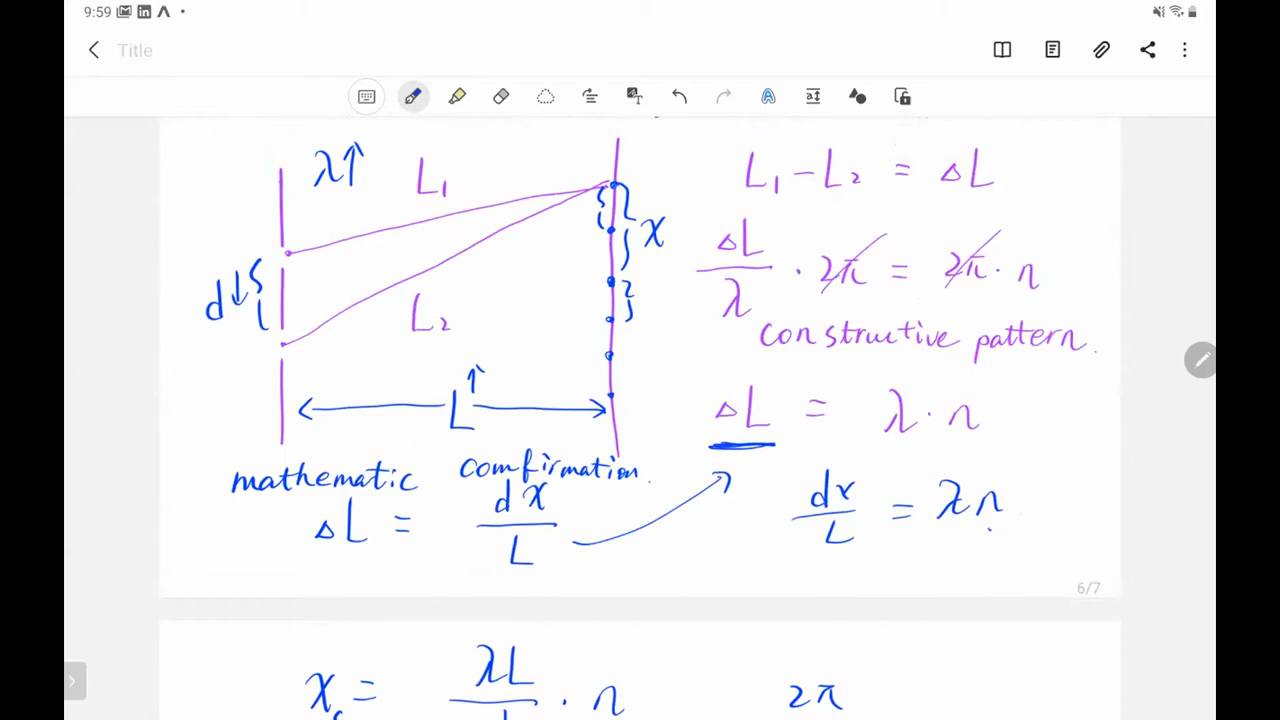 9:59
Title
λ↑
L₁
L₁ - L₂ = ΔL
x
ΔL/λ · 2π = 2π · n
d↓
L₂
constructive pattern.
L↑
ΔL = λ · n
mathematic comfirmation.
ΔL = dx/L
dx/L = λn
6/7
x꜀ = λL/ · n
2π